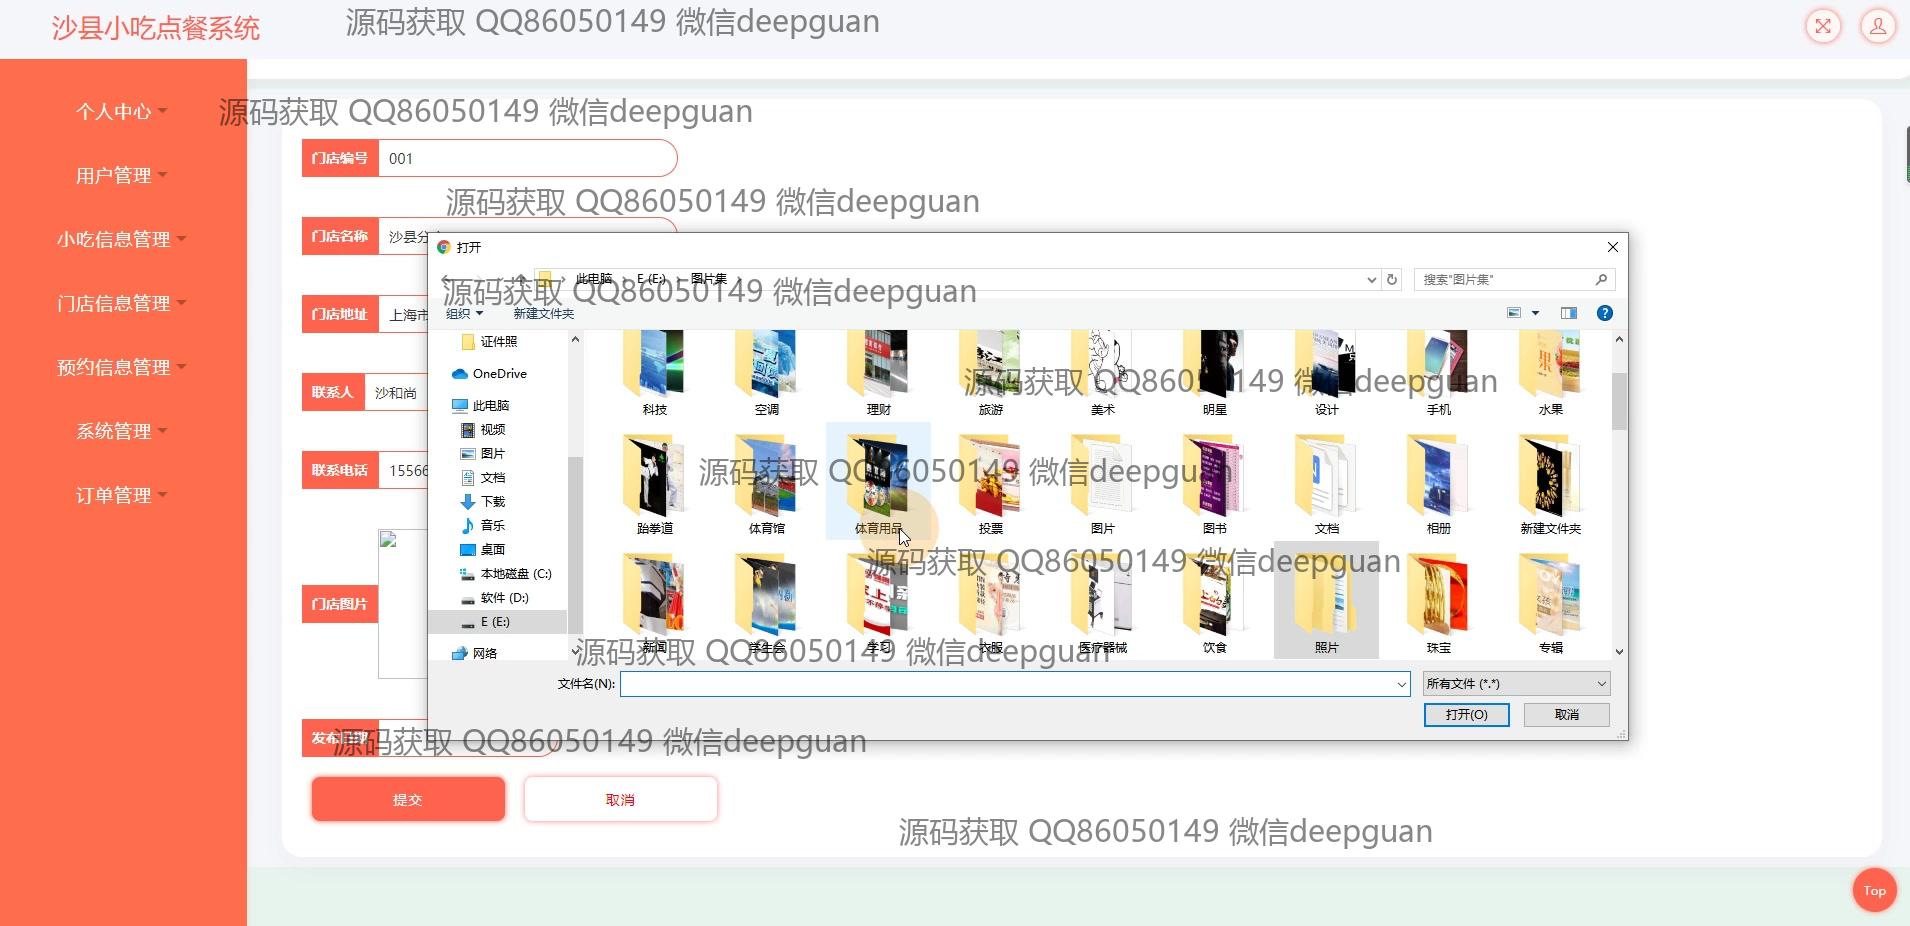 沙县小吃点餐系统
源码获取 QQ86050149 微信deepguan
个人中心
用户管理
小吃信息管理
门店信息管理
预约信息管理
系统管理
订单管理
源码获取 QQ86050149 微信deepguan
门店编号 001
源码获取 QQ86050149 微信deepguan
门店名称 沙县分
门店地址 上海市
联系人 沙和尚
联系电话 15566
门店图片
打开
此电脑 E (E:) 图片集
搜索"图片集"
源码获取 QQ86050149 微信deepguan
组织 新建文件夹
证件照
OneDrive
此电脑
视频
图片
文档
下载
音乐
桌面
本地磁盘 (C:)
软件 (D:)
E (E:)
网络
科技 空调 理财 旅游 美术 明星 设计 手机 水果
源码获取 QQ86050149 微信deepguan
源码获取 QQ86050149 微信deepguan
跆拳道 体育馆 体育用品 投票 图片 图书 文档 相册 新建文件夹
源码获取 QQ86050149 微信deepguan
新闻 学生会 学习 衣服 医疗器械 饮食 照片 珠宝 专辑
源码获取 QQ86050149 微信deepguan
文件名(N): 所有文件 (*.*)
打开(O) 取消
发布日期
源码获取 QQ86050149 微信deepguan
提交 取消
源码获取 QQ86050149 微信deepguan
Top